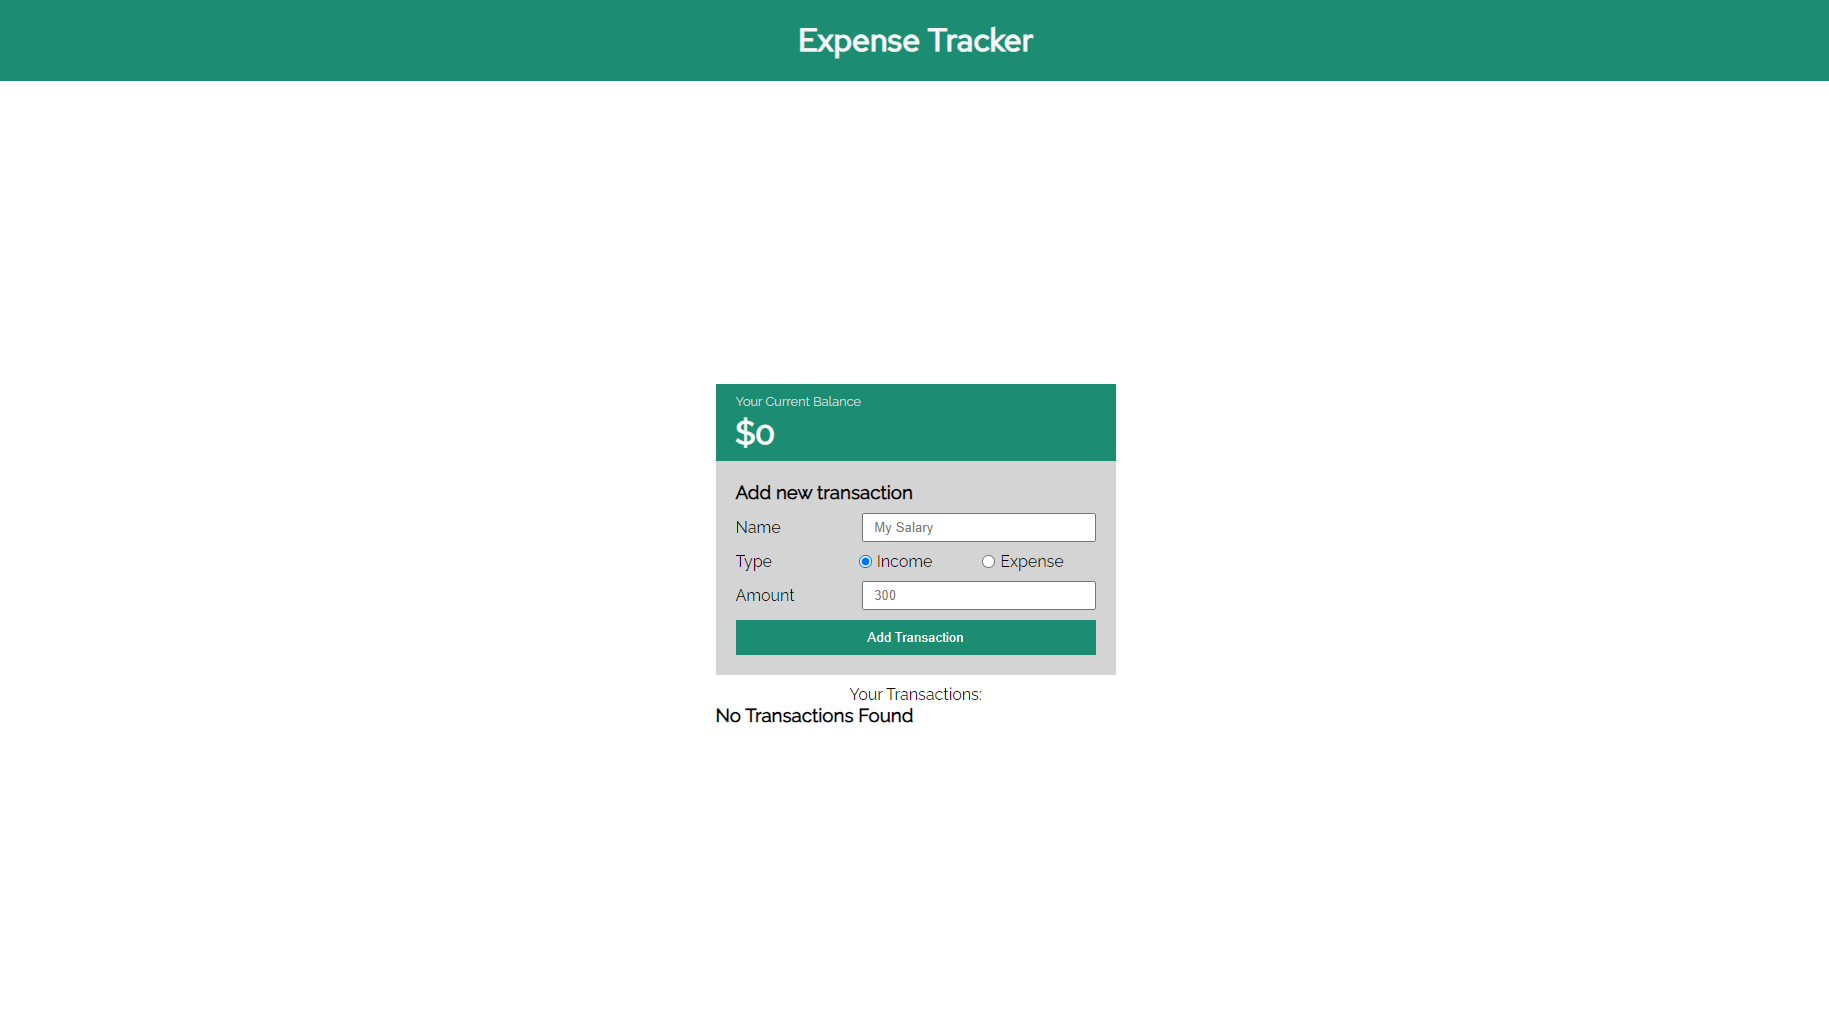 Expense Tracker
Your Current Balance
$0
Add new transaction
Name My Salary
Type Income Expense
Amount 300
Add Transaction
Your Transactions:
No Transactions Found